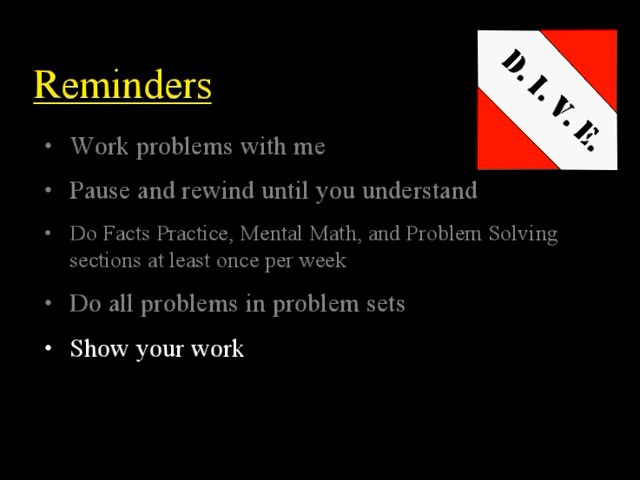 D. I. V. E.
Reminders
• Work problems with me
• Pause and rewind until you understand
• Do Facts Practice, Mental Math, and Problem Solving
sections at least once per week
• Do all problems in problem sets
• Show your work